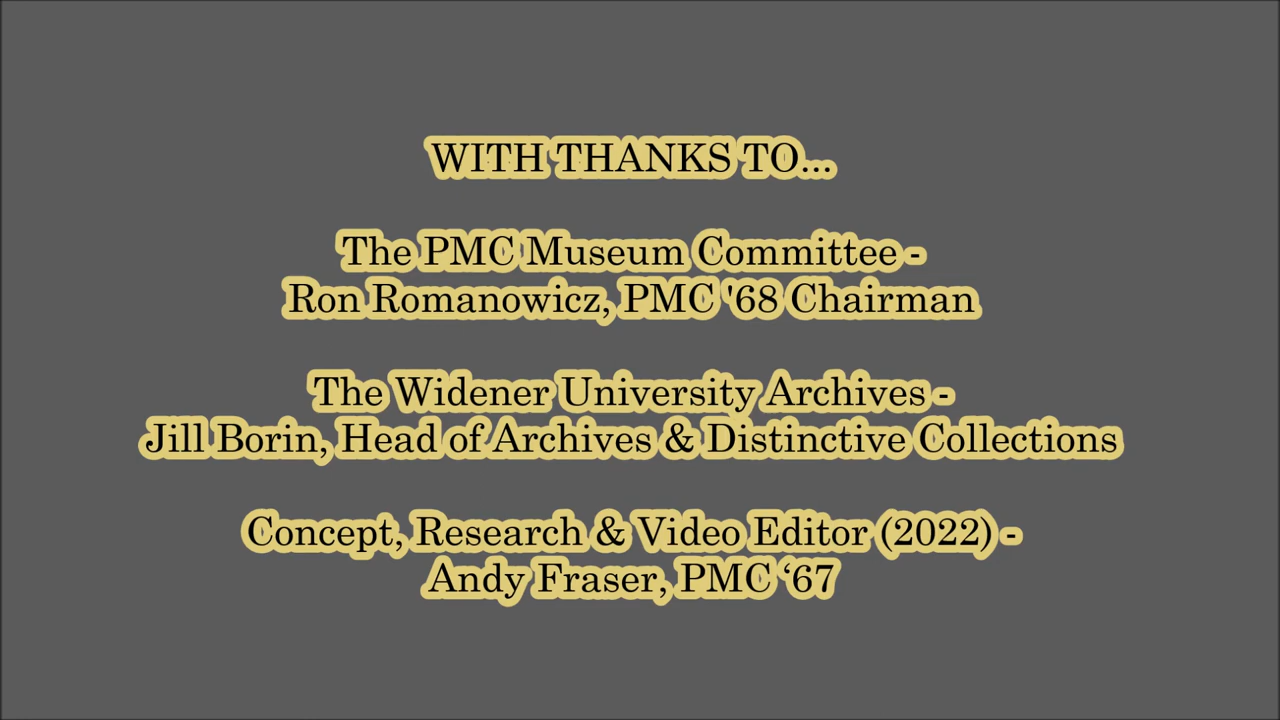 WITH THANKS TO...
The PMC Museum Committee -
Ron Romanowicz, PMC '68 Chairman
The Widener University Archives -
Jill Borin, Head of Archives & Distinctive Collections
Concept, Research & Video Editor (2022) -
Andy Fraser, PMC ‘67